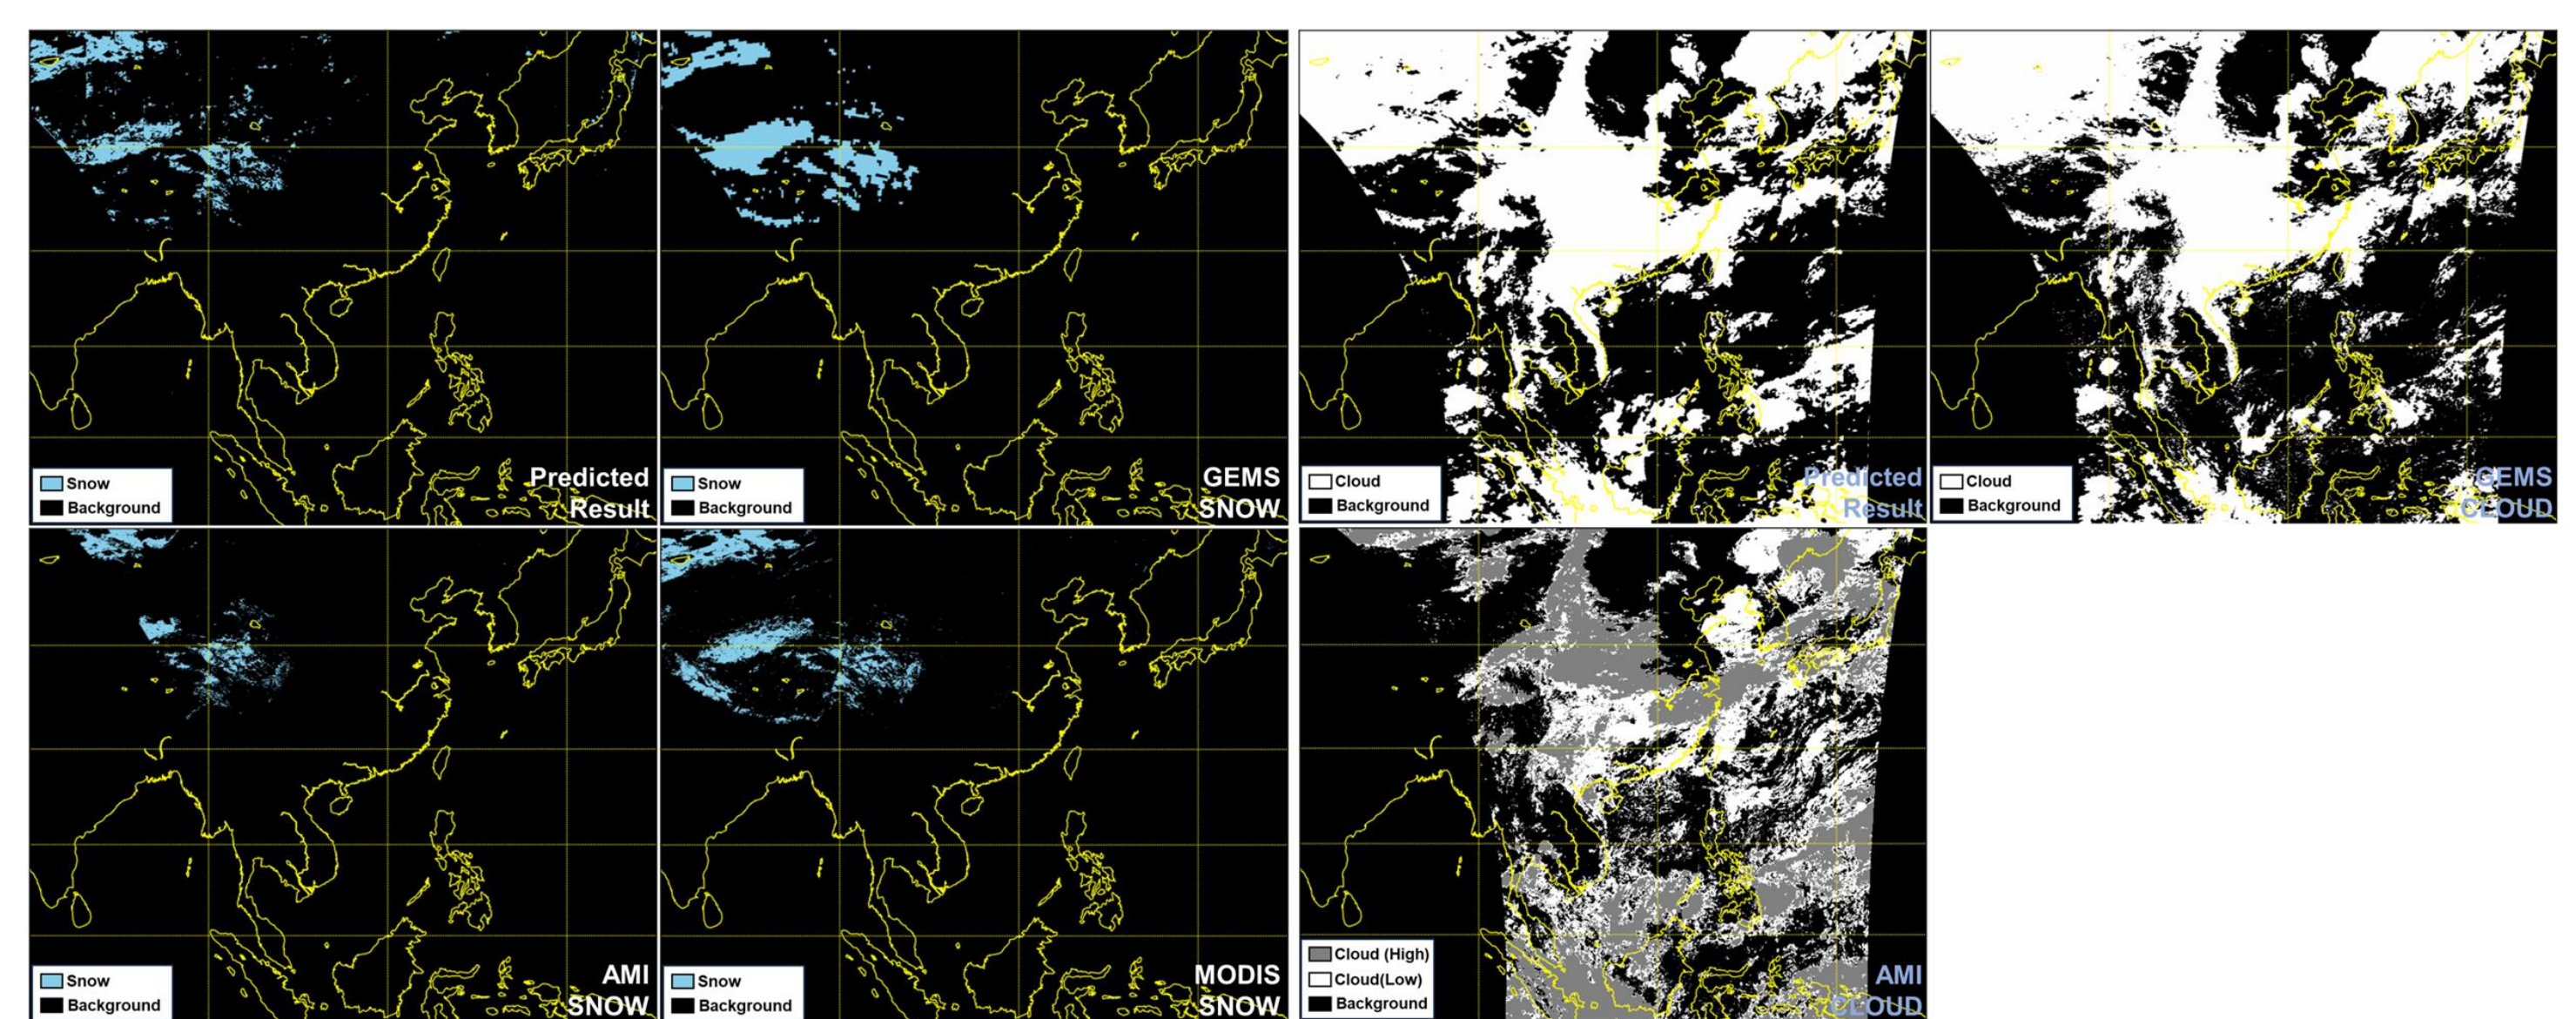 Snow
Background
Predicted
Result
Snow
Background
GEMS
SNOW
Cloud
Background
Predicted
Result
Cloud
Background
GEMS
CLOUD
Snow
Background
AMI
SNOW
Snow
Background
MODIS
SNOW
Cloud (High)
Cloud(Low)
Background
AMI
CLOUD